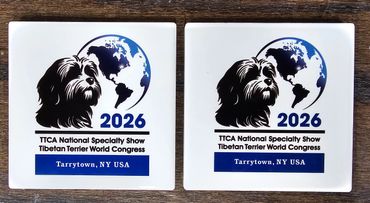 2026
TTCA National Specialty Show
Tibetan Terrier World Congress
Tarrytown, NY USA
2026
TTCA National Specialty Show
Tibetan Terrier World Congress
Tarrytown, NY USA